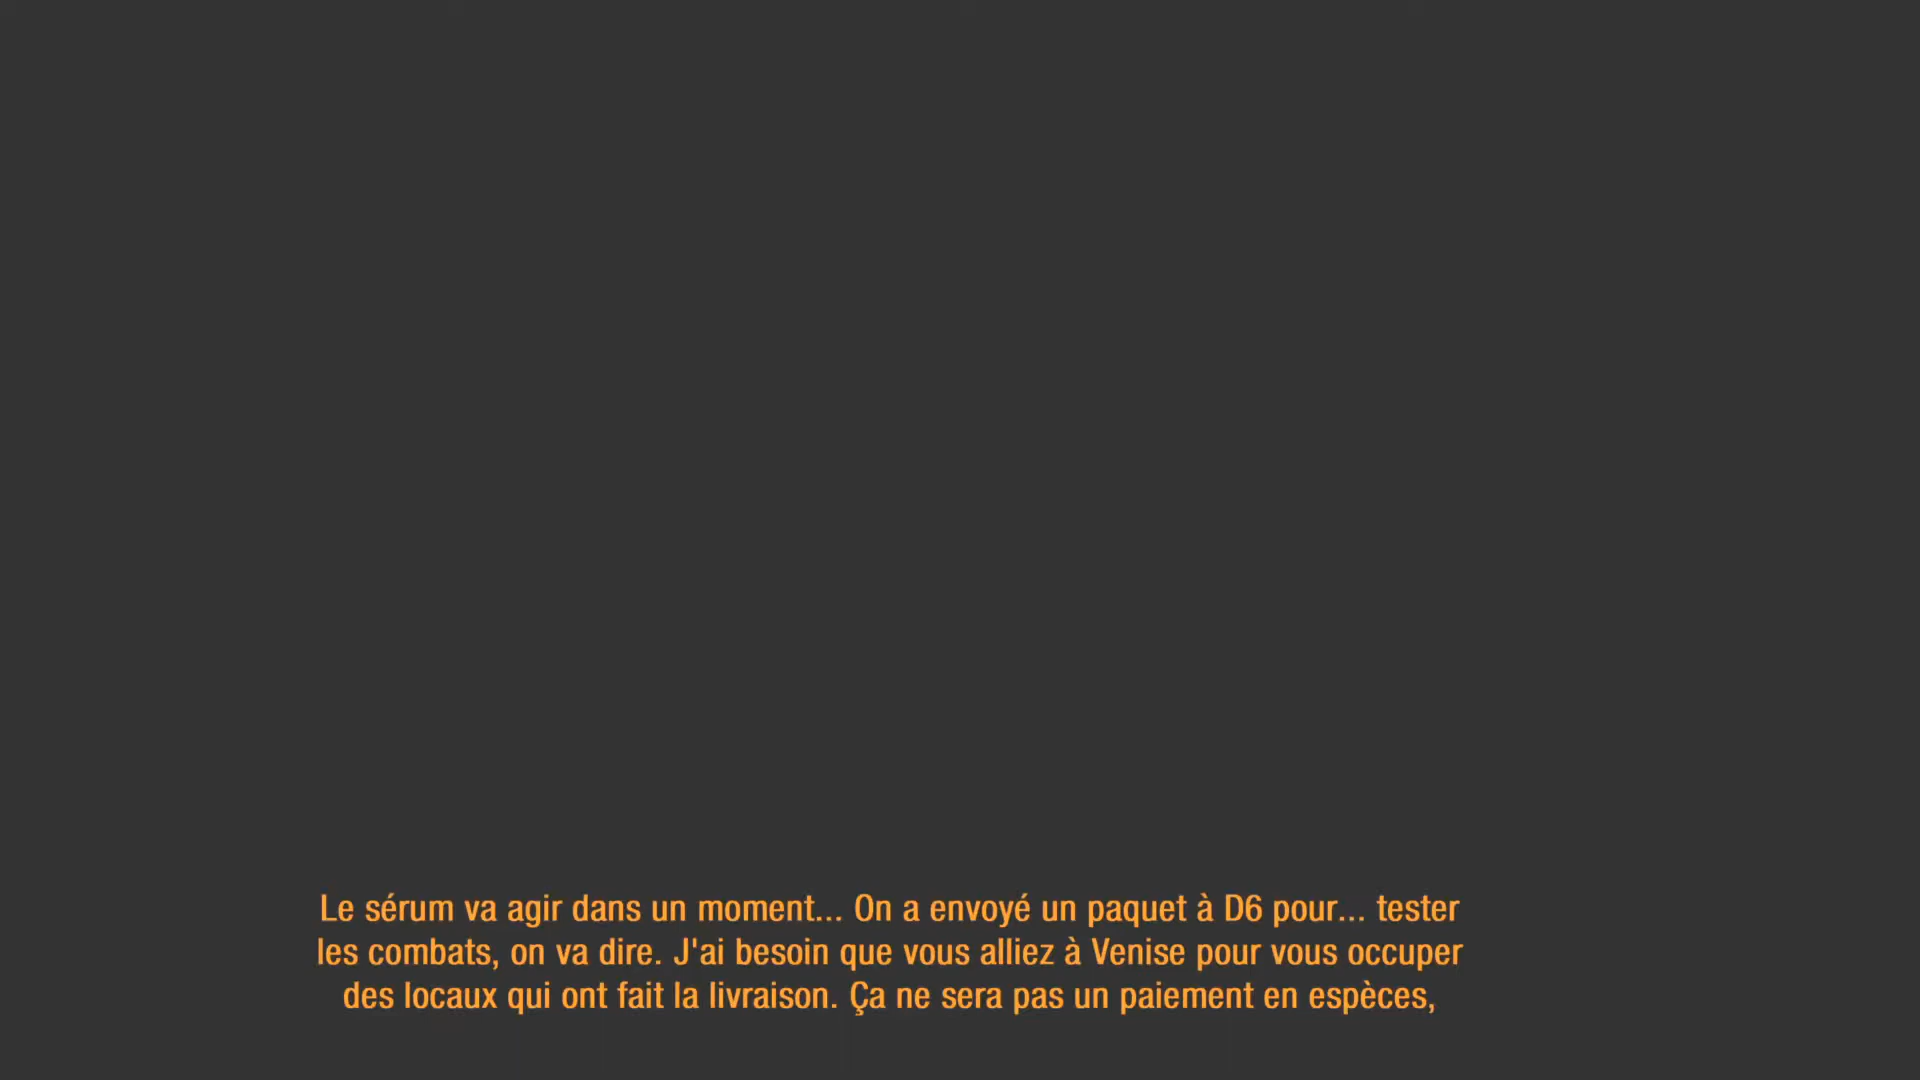 Le sérum va agir dans un moment... On a envoyé un paquet à D6 pour... tester
les combats, on va dire. J'ai besoin que vous alliez à Venise pour vous occuper
des locaux qui ont fait la livraison. Ça ne sera pas un paiement en espèces,